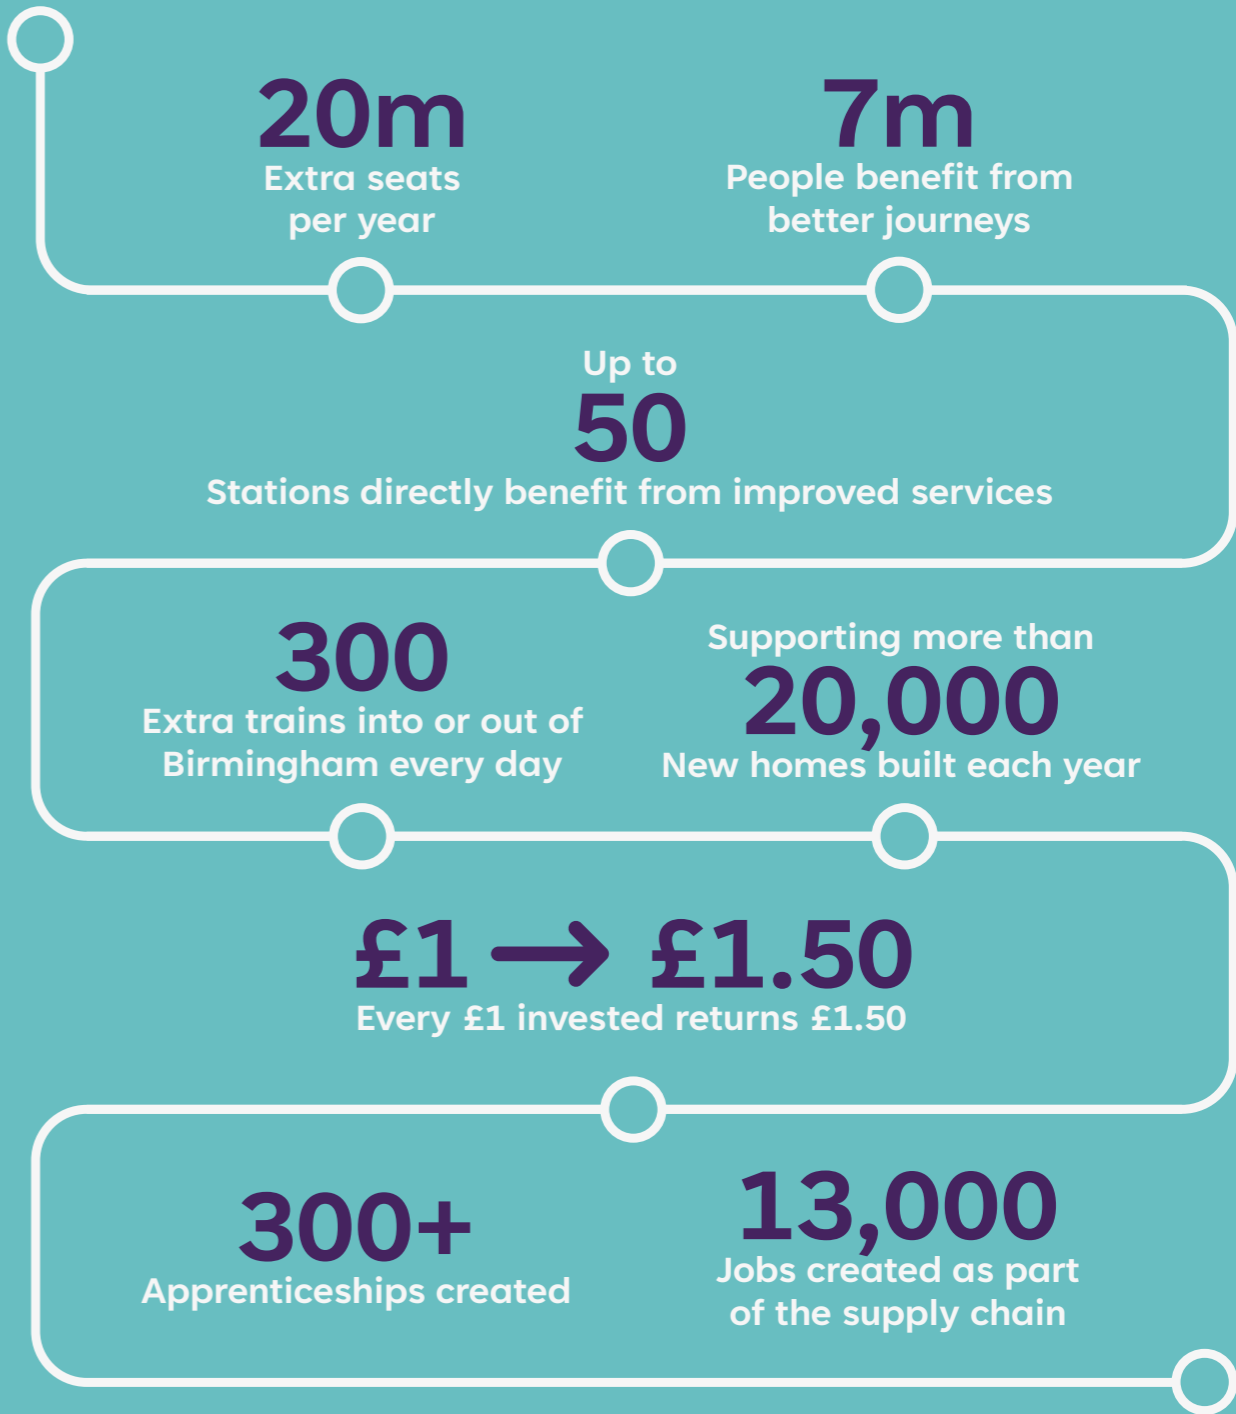 20m
Extra seats
per year
7m
People benefit from
better journeys
Up to
50
Stations directly benefit from improved services
300
Extra trains into or out of
Birmingham every day
Supporting more than
20,000
New homes built each year
£1 → £1.50
Every £1 invested returns £1.50
300+
Apprenticeships created
13,000
Jobs created as part
of the supply chain